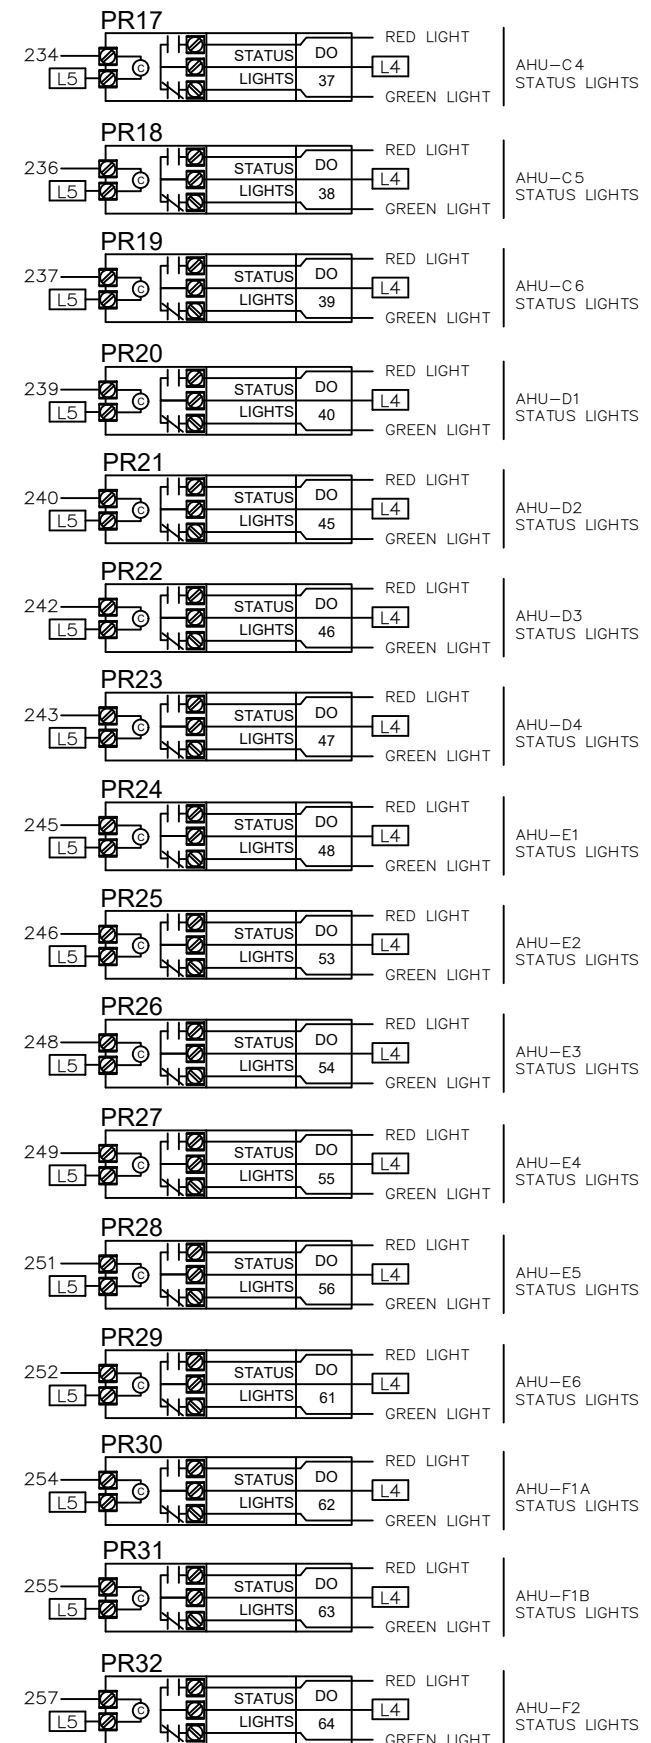 PR17
234 C STATUS DO RED LIGHT
L5 LIGHTS 37 L4 AHU-C4
GREEN LIGHT STATUS LIGHTS
PR18
236 C STATUS DO RED LIGHT
L5 LIGHTS 38 L4 AHU-C5
GREEN LIGHT STATUS LIGHTS
PR19
237 C STATUS DO RED LIGHT
L5 LIGHTS 39 L4 AHU-C6
GREEN LIGHT STATUS LIGHTS
PR20
239 C STATUS DO RED LIGHT
L5 LIGHTS 40 L4 AHU-D1
GREEN LIGHT STATUS LIGHTS
PR21
240 C STATUS DO RED LIGHT
L5 LIGHTS 45 L4 AHU-D2
GREEN LIGHT STATUS LIGHTS
PR22
242 C STATUS DO RED LIGHT
L5 LIGHTS 46 L4 AHU-D3
GREEN LIGHT STATUS LIGHTS
PR23
243 C STATUS DO RED LIGHT
L5 LIGHTS 47 L4 AHU-D4
GREEN LIGHT STATUS LIGHTS
PR24
245 C STATUS DO RED LIGHT
L5 LIGHTS 48 L4 AHU-E1
GREEN LIGHT STATUS LIGHTS
PR25
246 C STATUS DO RED LIGHT
L5 LIGHTS 53 L4 AHU-E2
GREEN LIGHT STATUS LIGHTS
PR26
248 C STATUS DO RED LIGHT
L5 LIGHTS 54 L4 AHU-E3
GREEN LIGHT STATUS LIGHTS
PR27
249 C STATUS DO RED LIGHT
L5 LIGHTS 55 L4 AHU-E4
GREEN LIGHT STATUS LIGHTS
PR28
251 C STATUS DO RED LIGHT
L5 LIGHTS 56 L4 AHU-E5
GREEN LIGHT STATUS LIGHTS
PR29
252 C STATUS DO RED LIGHT
L5 LIGHTS 61 L4 AHU-E6
GREEN LIGHT STATUS LIGHTS
PR30
254 C STATUS DO RED LIGHT
L5 LIGHTS 62 L4 AHU-F1A
GREEN LIGHT STATUS LIGHTS
PR31
255 C STATUS DO RED LIGHT
L5 LIGHTS 63 L4 AHU-F1B
GREEN LIGHT STATUS LIGHTS
PR32
257 C STATUS DO RED LIGHT
L5 LIGHTS 64 L4 AHU-F2
GREEN LIGHT STATUS LIGHTS